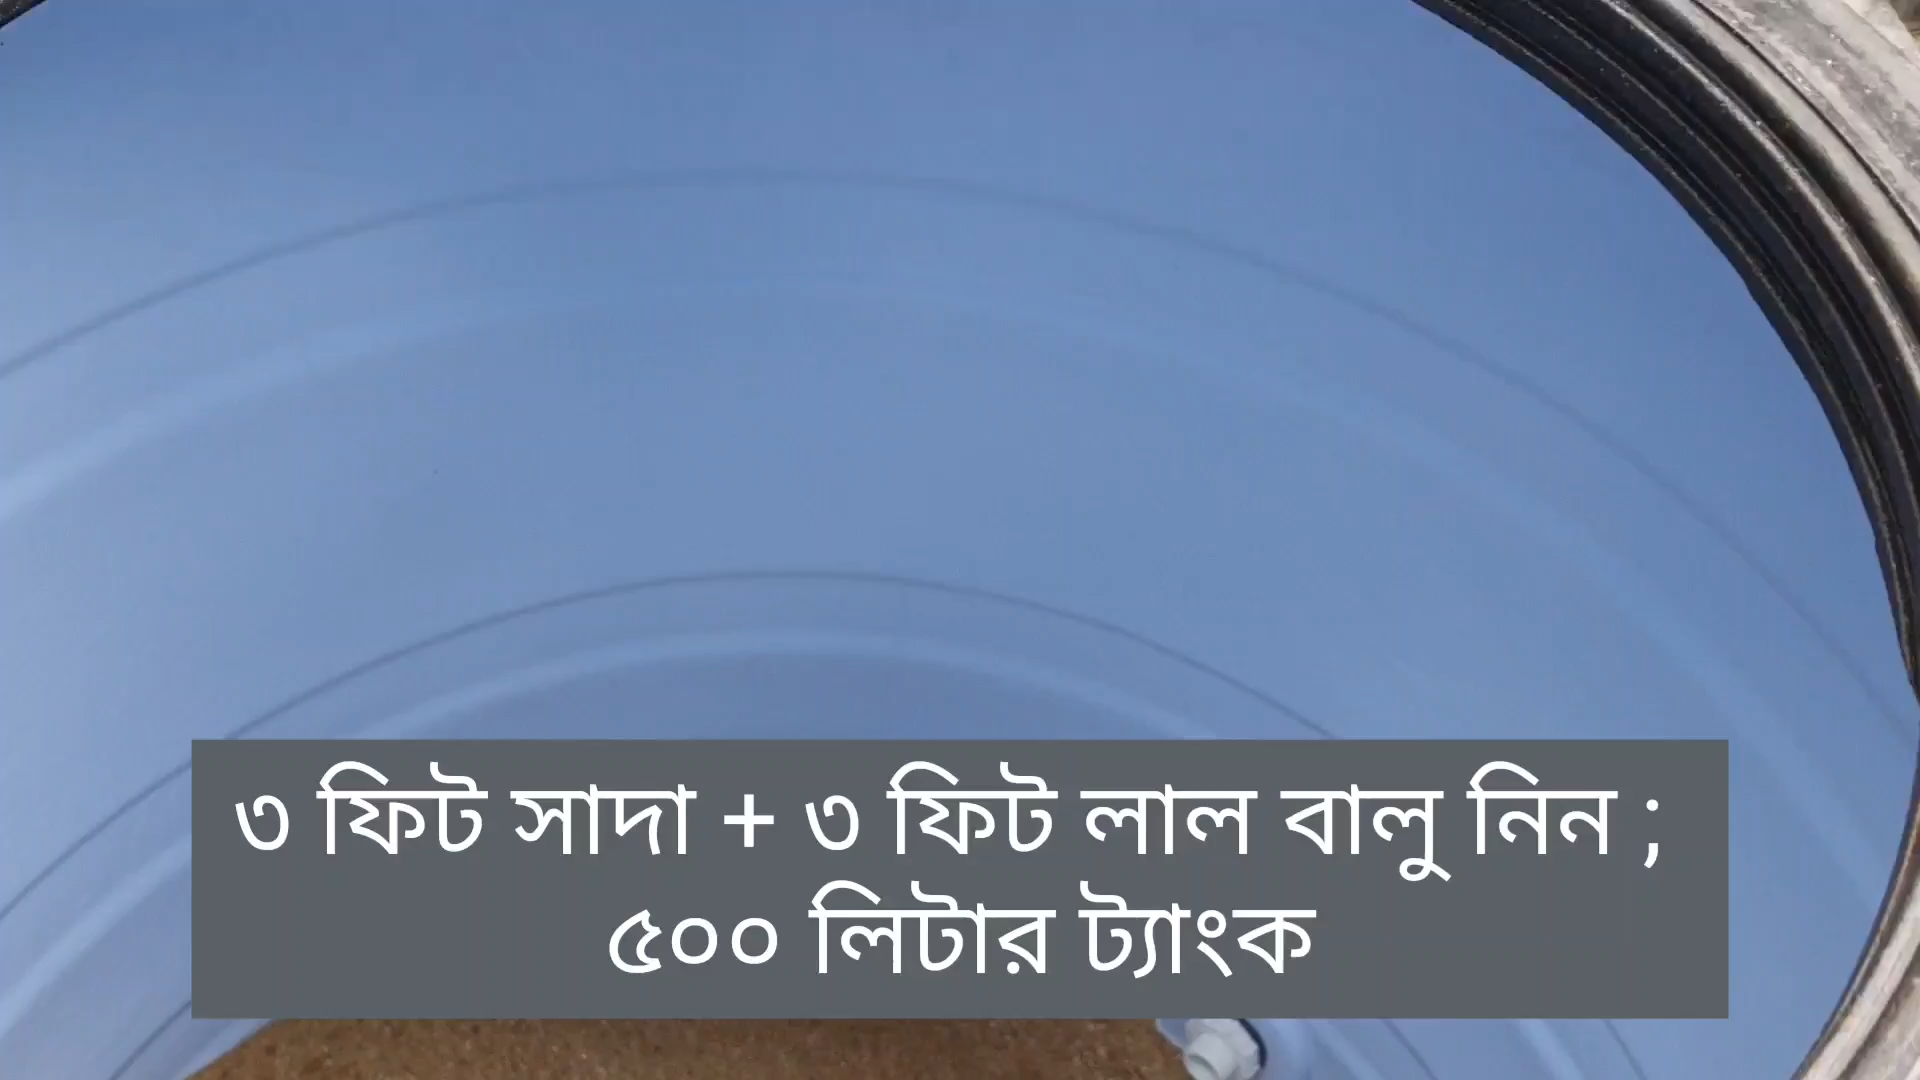 ৩ ফিট সাদা + ৩ ফিট লাল বালু নিন ;
৫০০ লিটার ট্যাংক